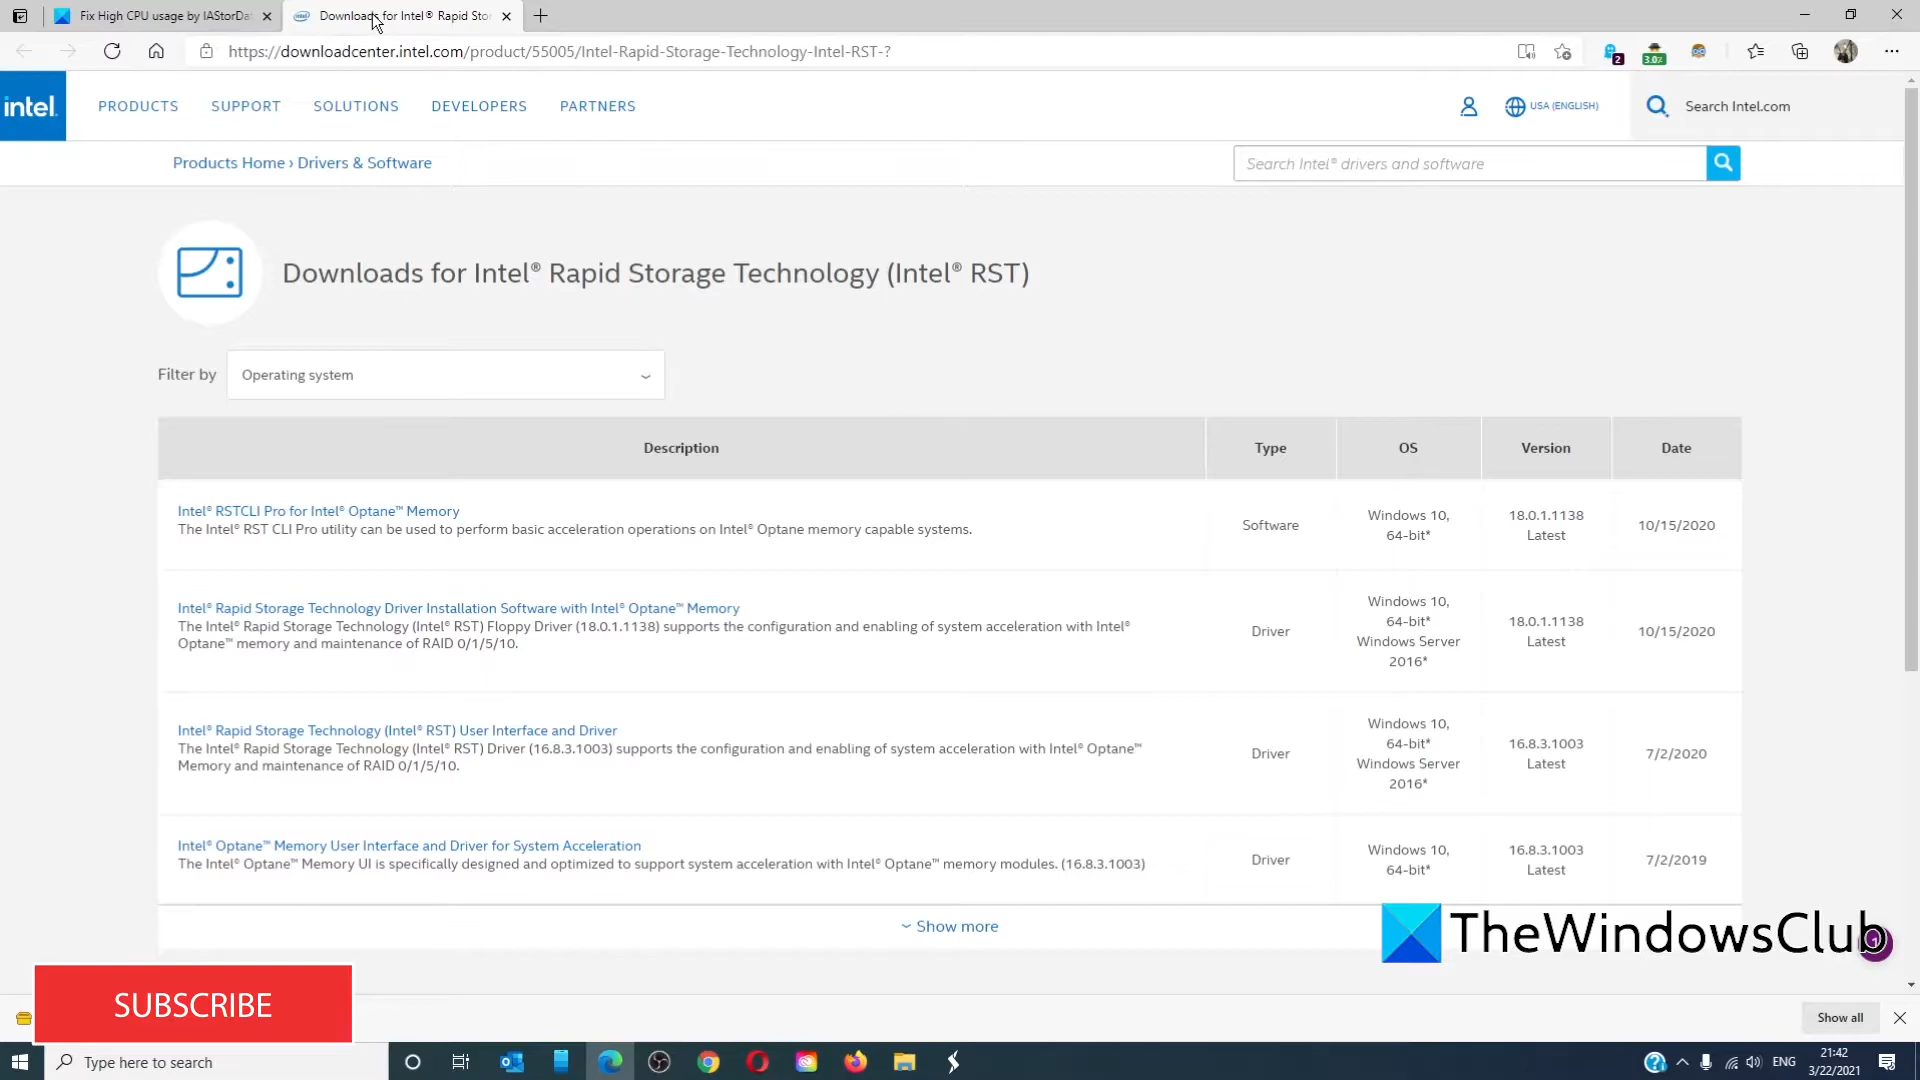 Fix High CPU usage by IAStorDa
Downloads for Intel® Rapid Sto
https://downloadcenter.intel.com/product/55005/Intel-Rapid-Storage-Technology-Intel-RST-?
2
3.0↑
intel.
PRODUCTS SUPPORT SOLUTIONS DEVELOPERS PARTNERS
USA (ENGLISH)
Search Intel.com
Products Home › Drivers & Software
Search Intel® drivers and software
Downloads for Intel® Rapid Storage Technology (Intel® RST)
Filter by
Operating system
Description Type OS Version Date
Intel® RSTCLI Pro for Intel® Optane™ Memory
The Intel® RST CLI Pro utility can be used to perform basic acceleration operations on Intel® Optane memory capable systems.
Software
Windows 10,
64-bit*
18.0.1.1138
Latest
10/15/2020
Intel® Rapid Storage Technology Driver Installation Software with Intel® Optane™ Memory
The Intel® Rapid Storage Technology (Intel® RST) Floppy Driver (18.0.1.1138) supports the configuration and enabling of system acceleration with Intel®
Optane™ memory and maintenance of RAID 0/1/5/10.
Driver
Windows 10,
64-bit*
Windows Server
2016*
18.0.1.1138
Latest
10/15/2020
Intel® Rapid Storage Technology (Intel® RST) User Interface and Driver
The Intel® Rapid Storage Technology (Intel® RST) Driver (16.8.3.1003) supports the configuration and enabling of system acceleration with Intel® Optane™
Memory and maintenance of RAID 0/1/5/10.
Driver
Windows 10,
64-bit*
Windows Server
2016*
16.8.3.1003
Latest
7/2/2020
Intel® Optane™ Memory User Interface and Driver for System Acceleration
The Intel® Optane™ Memory UI is specifically designed and optimized to support system acceleration with Intel® Optane™ memory modules. (16.8.3.1003)
Driver
Windows 10,
64-bit*
16.8.3.1003
Latest
7/2/2019
Show more
TheWindowsClub
SUBSCRIBE
Show all
Type here to search
ENG
21:42
3/22/2021